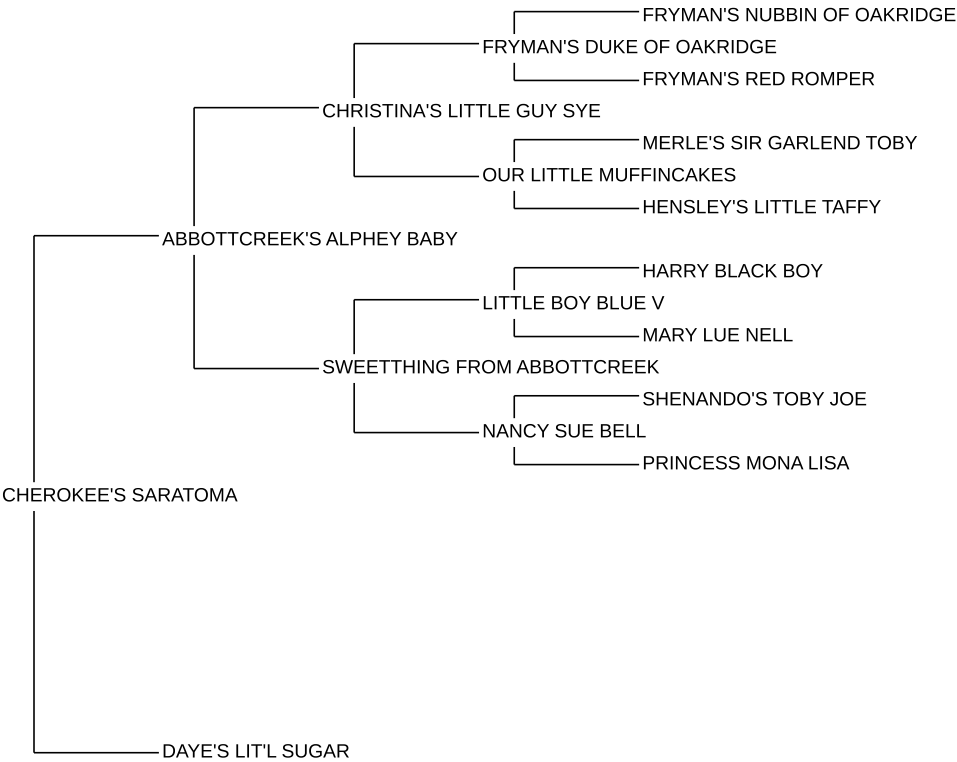 FRYMAN'S NUBBIN OF OAKRIDGE
FRYMAN'S DUKE OF OAKRIDGE
FRYMAN'S RED ROMPER
CHRISTINA'S LITTLE GUY SYE
MERLE'S SIR GARLEND TOBY
OUR LITTLE MUFFINCAKES
HENSLEY'S LITTLE TAFFY
ABBOTTCREEK'S ALPHEY BABY
HARRY BLACK BOY
LITTLE BOY BLUE V
MARY LUE NELL
SWEETTHING FROM ABBOTTCREEK
SHENANDO'S TOBY JOE
NANCY SUE BELL
PRINCESS MONA LISA
CHEROKEE'S SARATOMA
DAYE'S LIT'L SUGAR